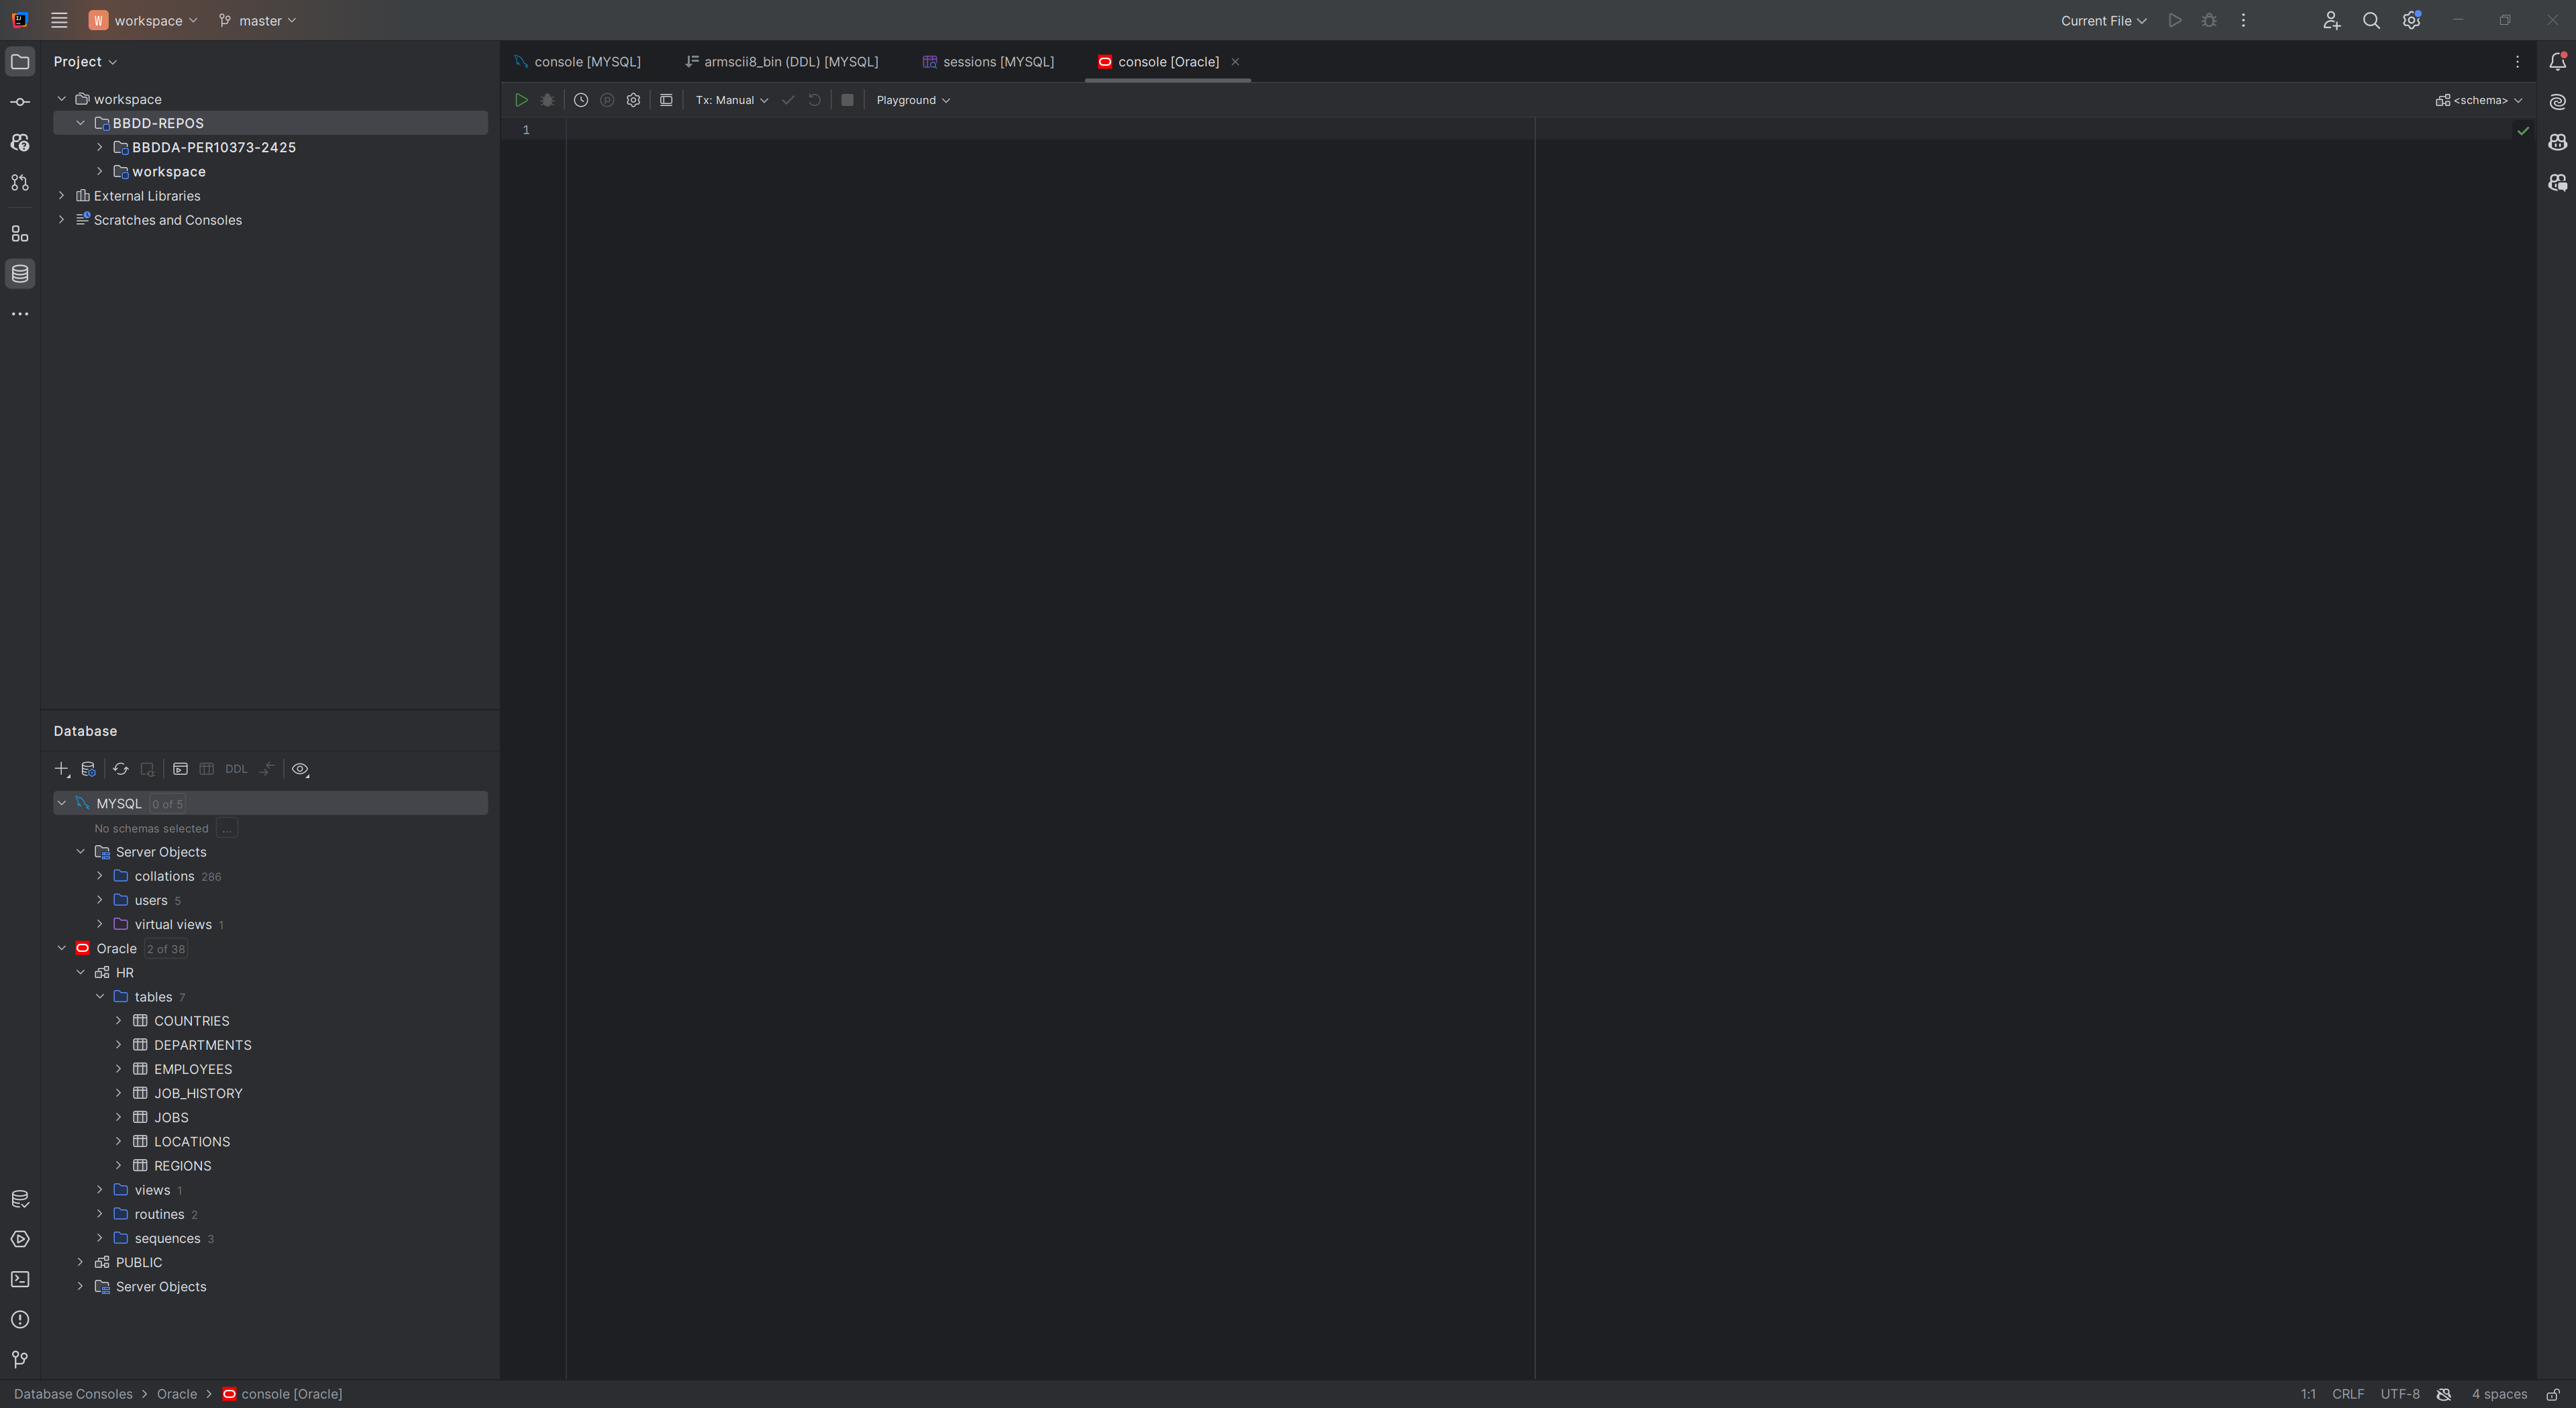 W workspace master Current File
Project
workspace
BBDD-REPOS
BBDDA-PER10373-2425
workspace
External Libraries
Scratches and Consoles
console [MYSQL] armscii8_bin (DDL) [MYSQL] sessions [MYSQL] console [Oracle]
Tx: Manual Playground <schema>
1
Database
DDL
MYSQL 0 of 5
No schemas selected ...
Server Objects
collations 286
users 5
virtual views 1
Oracle 2 of 38
HR
tables 7
COUNTRIES
DEPARTMENTS
EMPLOYEES
JOB_HISTORY
JOBS
LOCATIONS
REGIONS
views 1
routines 2
sequences 3
PUBLIC
Server Objects
Database Consoles > Oracle > console [Oracle] 1:1 CRLF UTF-8 4 spaces